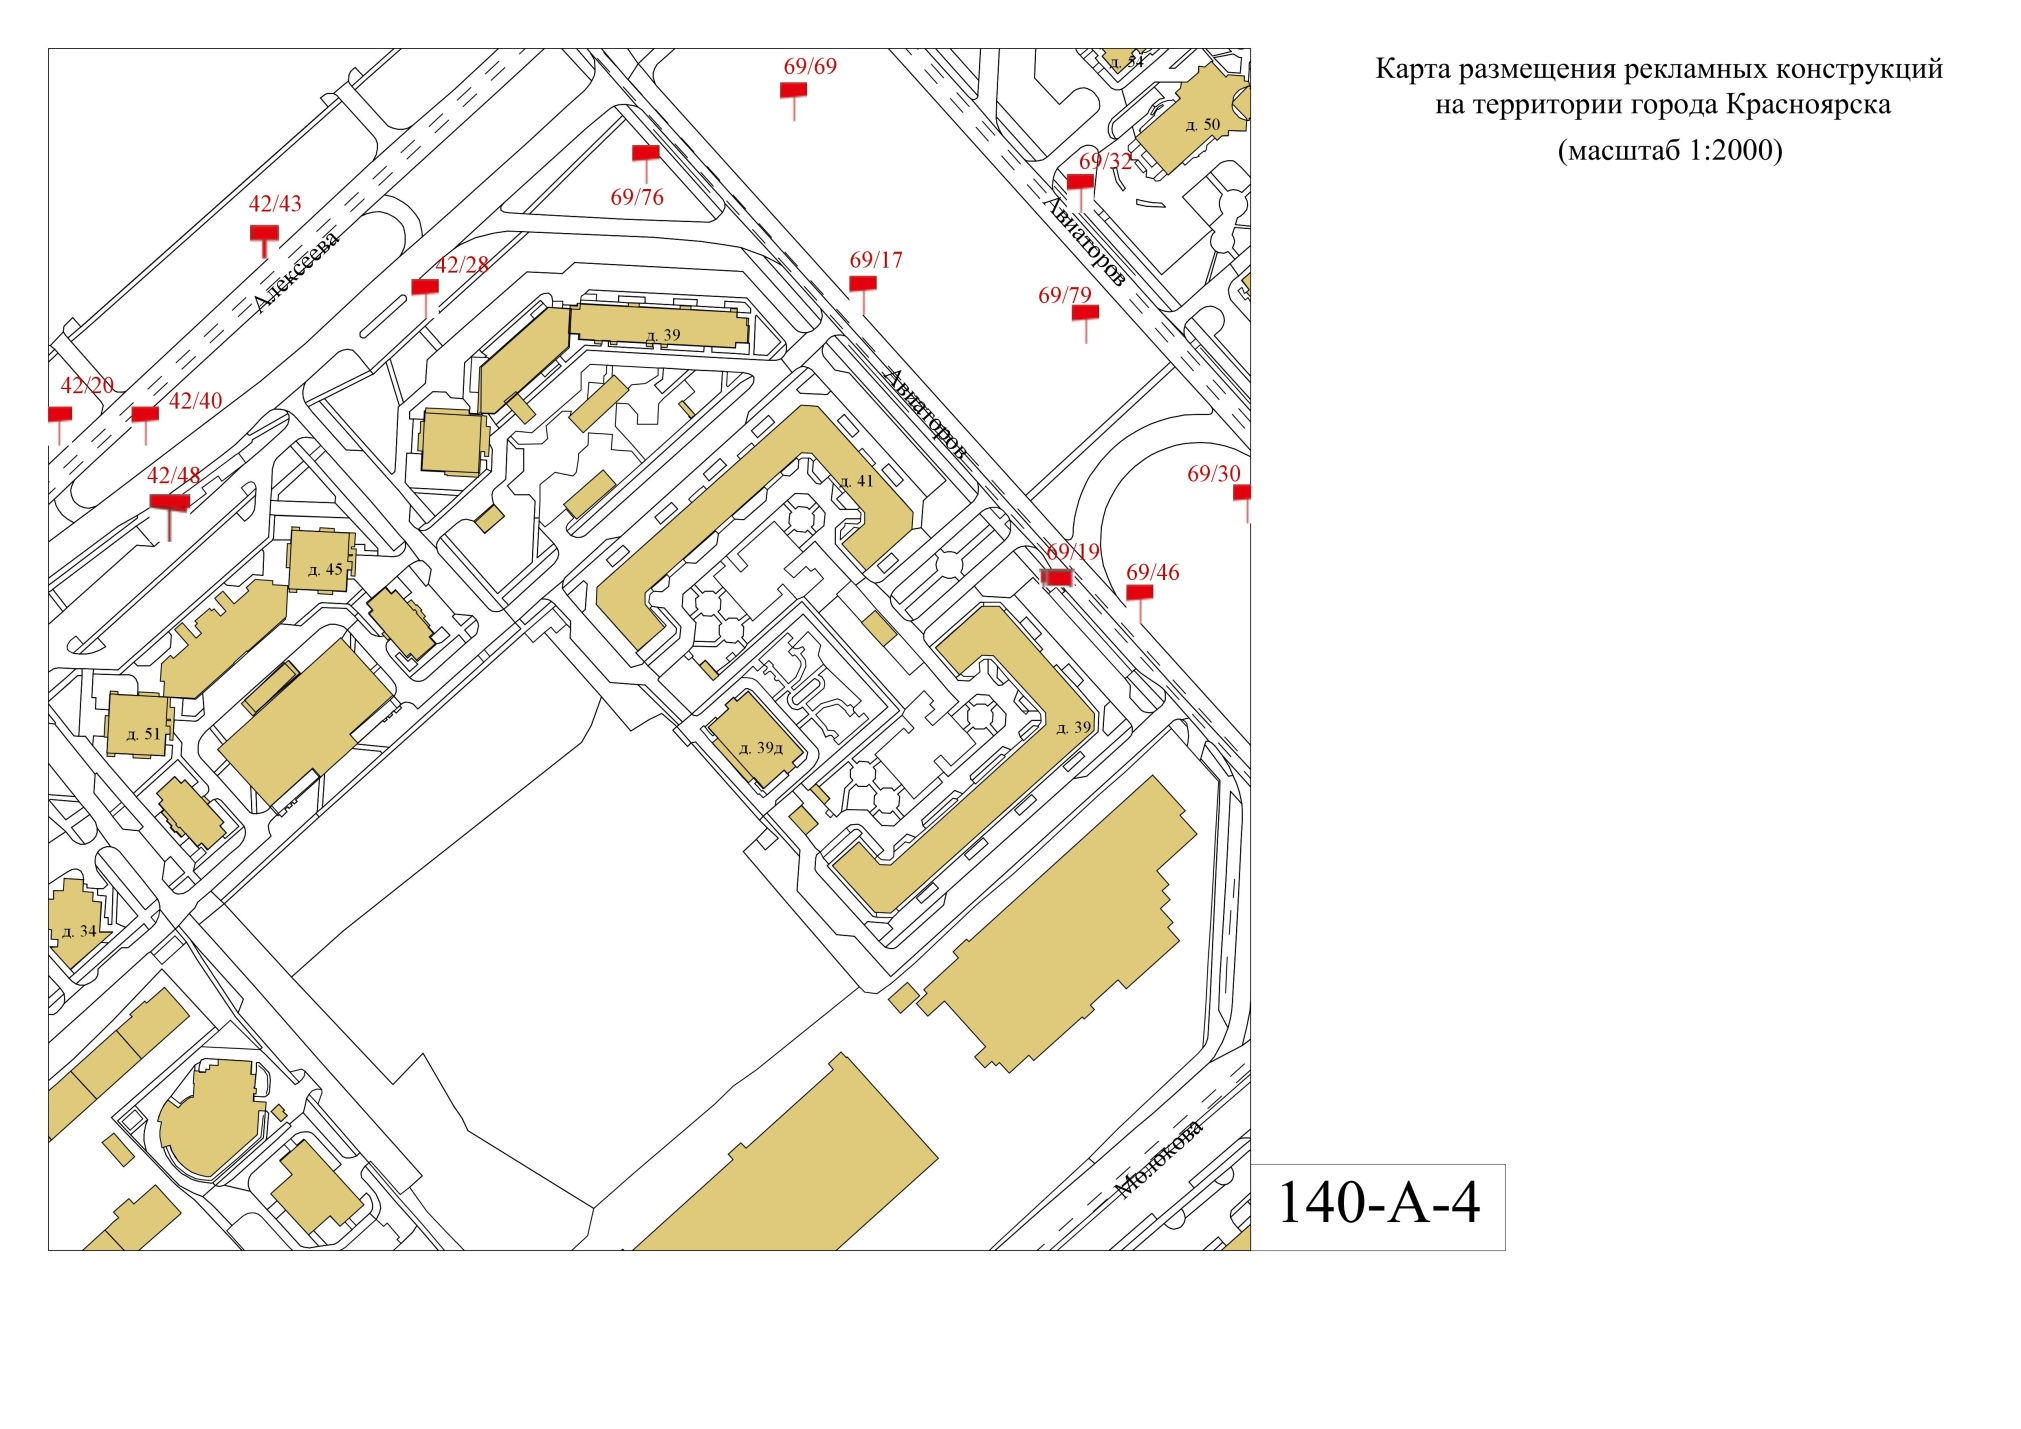 Карта размещения рекламных конструкций
на территории города Красноярска
(масштаб 1:2000)
д. 54
69/69
д. 50
69/32
69/76
42/43
Авиаторов
Алексеева
69/17
42/28
69/79
д. 39
42/20
42/40
Авиаторов
42/48
69/30
д. 41
69/19
д. 45
69/46
д. 51
д. 39
д. 39д
д. 34
Молокова
140-А-4